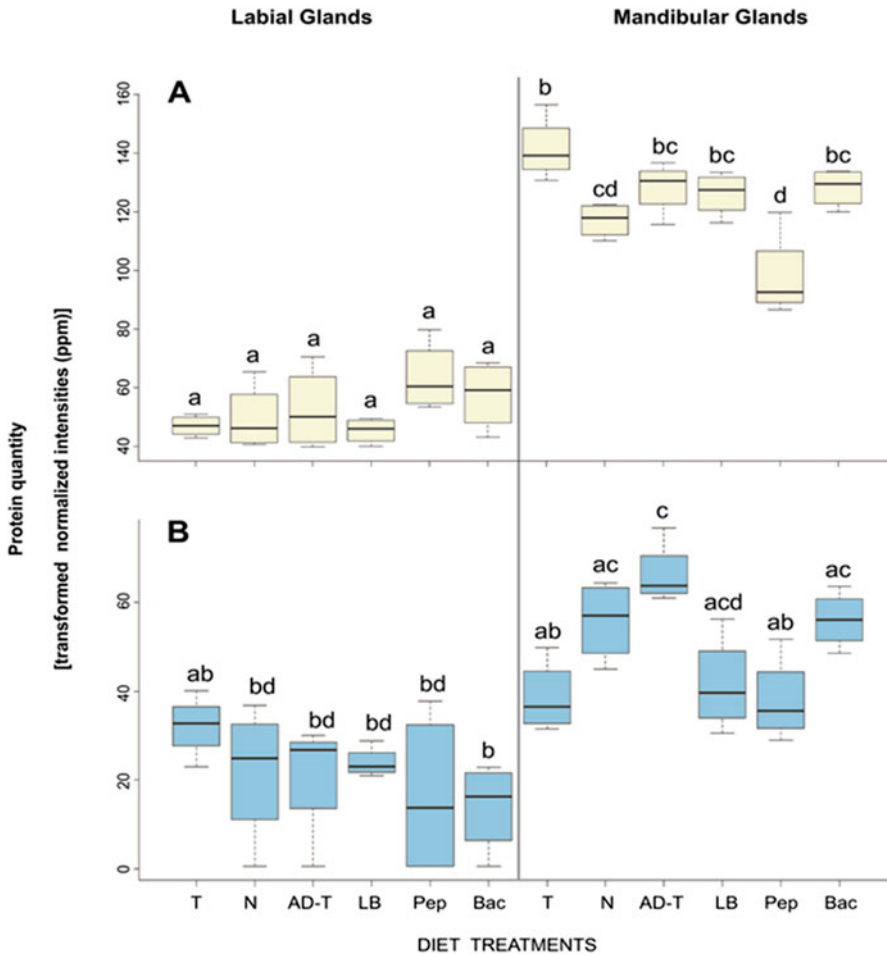 Labial Glands
Mandibular Glands
Protein quantity
[transformed normalized intensities (ppm)]
A
160
140
120
100
80
60
40
a
a
a
a
a
a
b
cd
bc
bc
d
bc
B
60
40
20
0
ab
bd
bd
bd
bd
b
ab
ac
c
acd
ab
ac
T N AD-T LB Pep Bac T N AD-T LB Pep Bac
DIET TREATMENTS